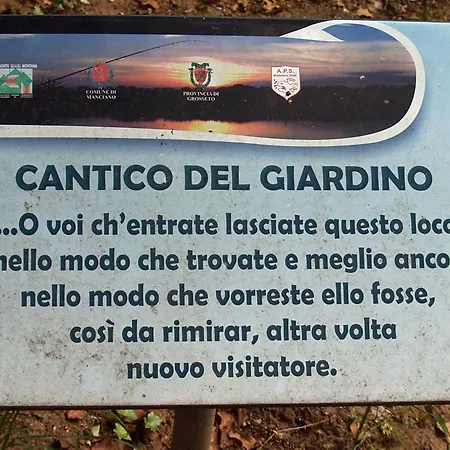 COMUNE DI
MANCIANO
PROVINCIA DI
GROSSETO
A.P.S.
CANTICO DEL GIARDINO
...O voi ch'entrate lasciate questo loco
nello modo che trovate e meglio anco
nello modo che vorreste ello fosse,
così da rimirar, altra volta
nuovo visitatore.